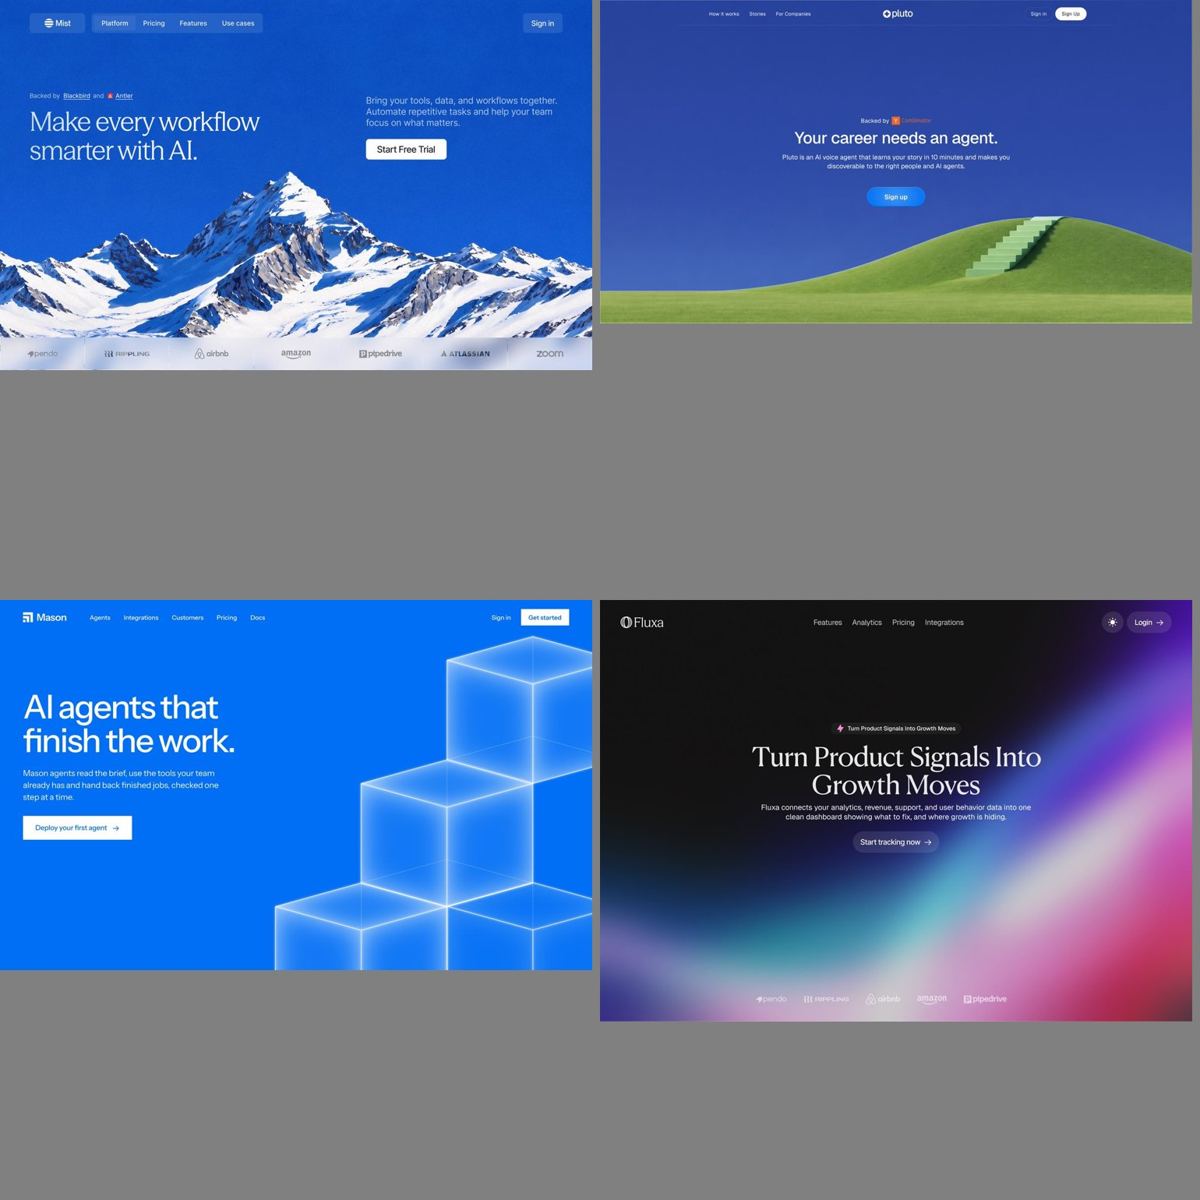 Mist
Platform Pricing Features Use cases
Sign in
Backed by Blackbird and Antler
Make every workflow
smarter with AI.
Bring your tools, data, and workflows together.
Automate repetitive tasks and help your team
focus on what matters.
Start Free Trial
pendo RIPPLING airbnb amazon pipedrive ATLASSIAN zoom
How it works Stories For Companies
pluto
Sign in Sign Up
Backed by Y Combinator
Your career needs an agent.
Pluto is an AI voice agent that learns your story in 10 minutes and makes you
discoverable to the right people and AI agents.
Sign up
Mason
Agents Integrations Customers Pricing Docs
Sign in Get started
AI agents that
finish the work.
Mason agents read the brief, use the tools your team
already has and hand back finished jobs, checked one
step at a time.
Deploy your first agent →
Fluxa
Features Analytics Pricing Integrations
Login →
Turn Product Signals Into Growth Moves
Turn Product Signals Into
Growth Moves
Fluxa connects your analytics, revenue, support, and user behavior data into one
clean dashboard showing what to fix, and where growth is hiding.
Start tracking now →
pendo RIPPLING airbnb amazon pipedrive